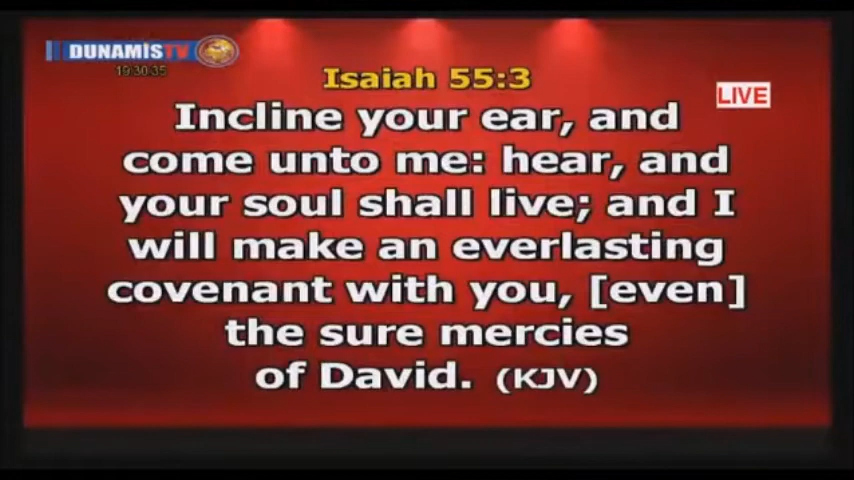 DUNAMIS TV
19:30:35
Isaiah 55:3
LIVE
Incline your ear, and
come unto me: hear, and
your soul shall live; and I
will make an everlasting
covenant with you, [even]
the sure mercies
of David. (KJV)